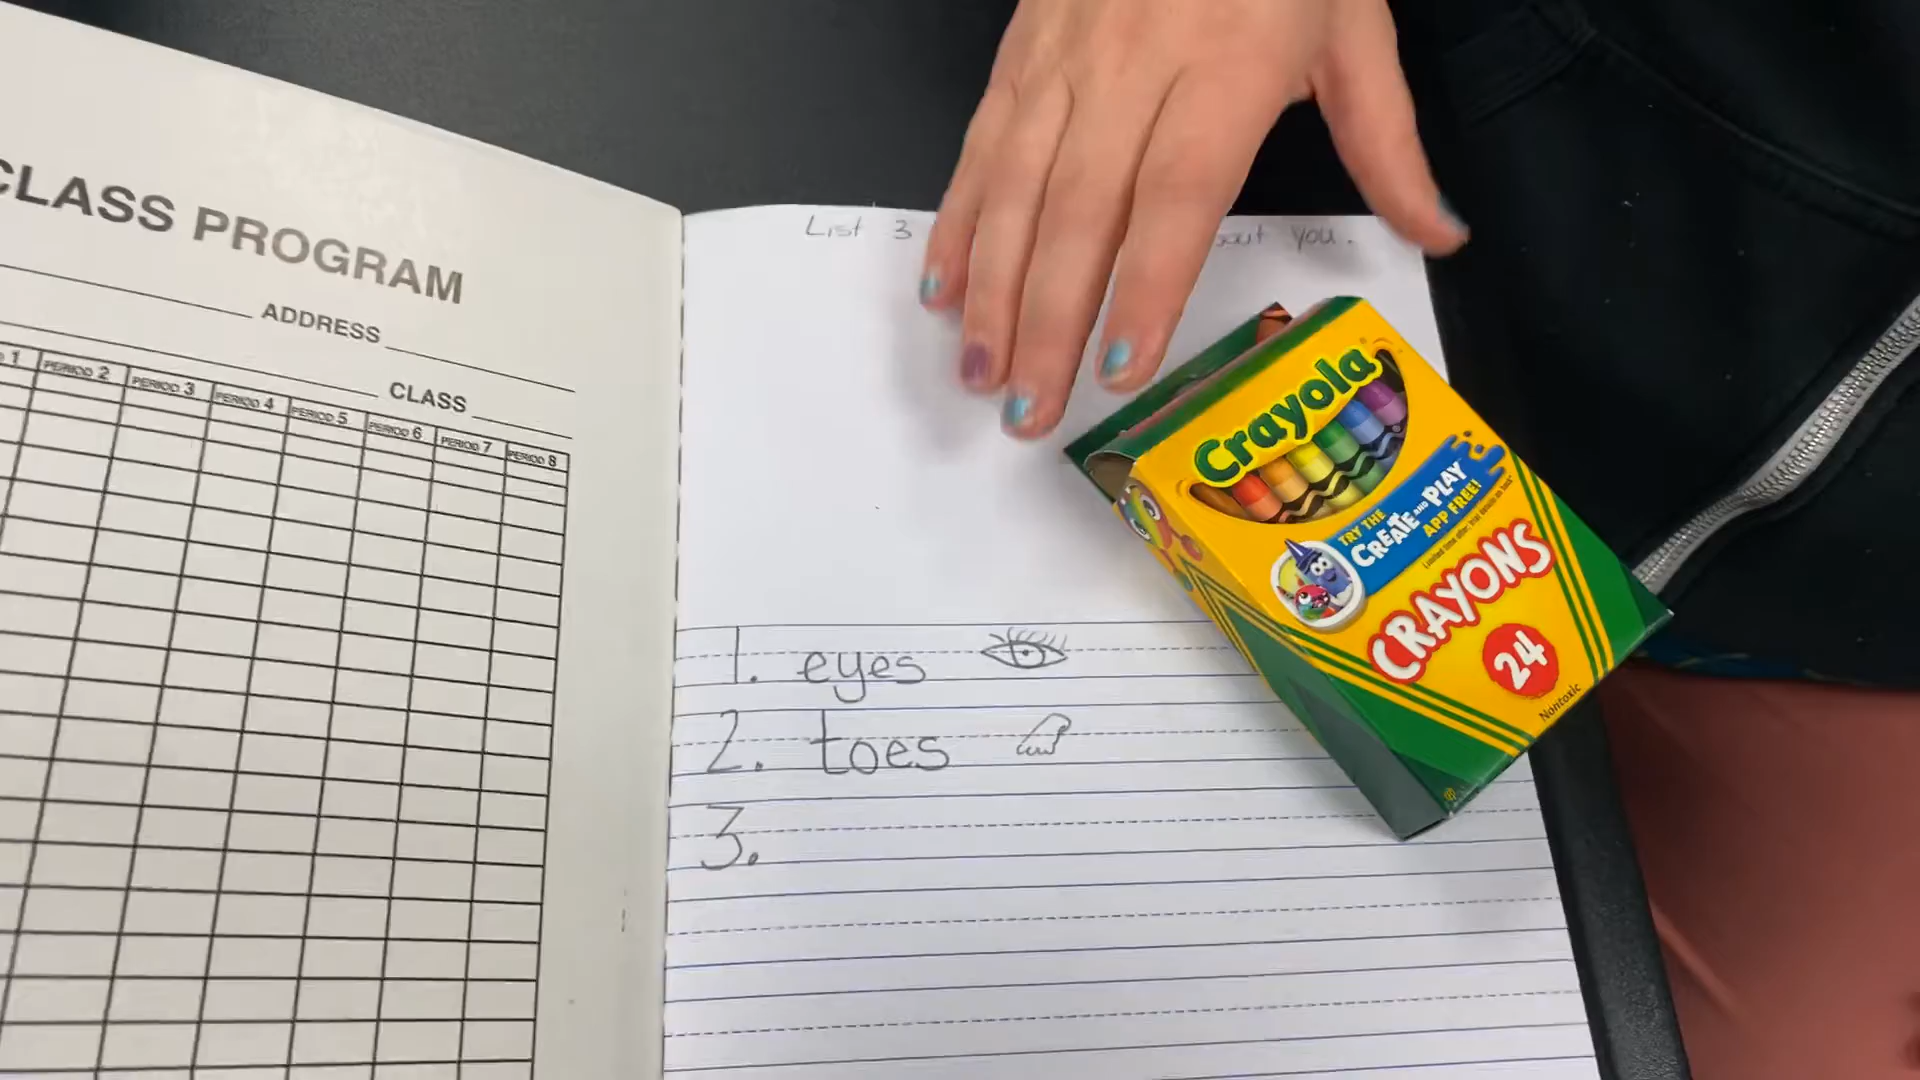 CLASS PROGRAM
ADDRESS
CLASS
1 PERIOD 2 PERIOD 3 PERIOD 4 PERIOD 5 PERIOD 6 PERIOD 7 PERIOD 8
List 3 you.
1. eyes
2. toes
3.
Crayola
TRY THE
CREATE AND PLAY
APP FREE!
CRAYONS
24
Nontoxic